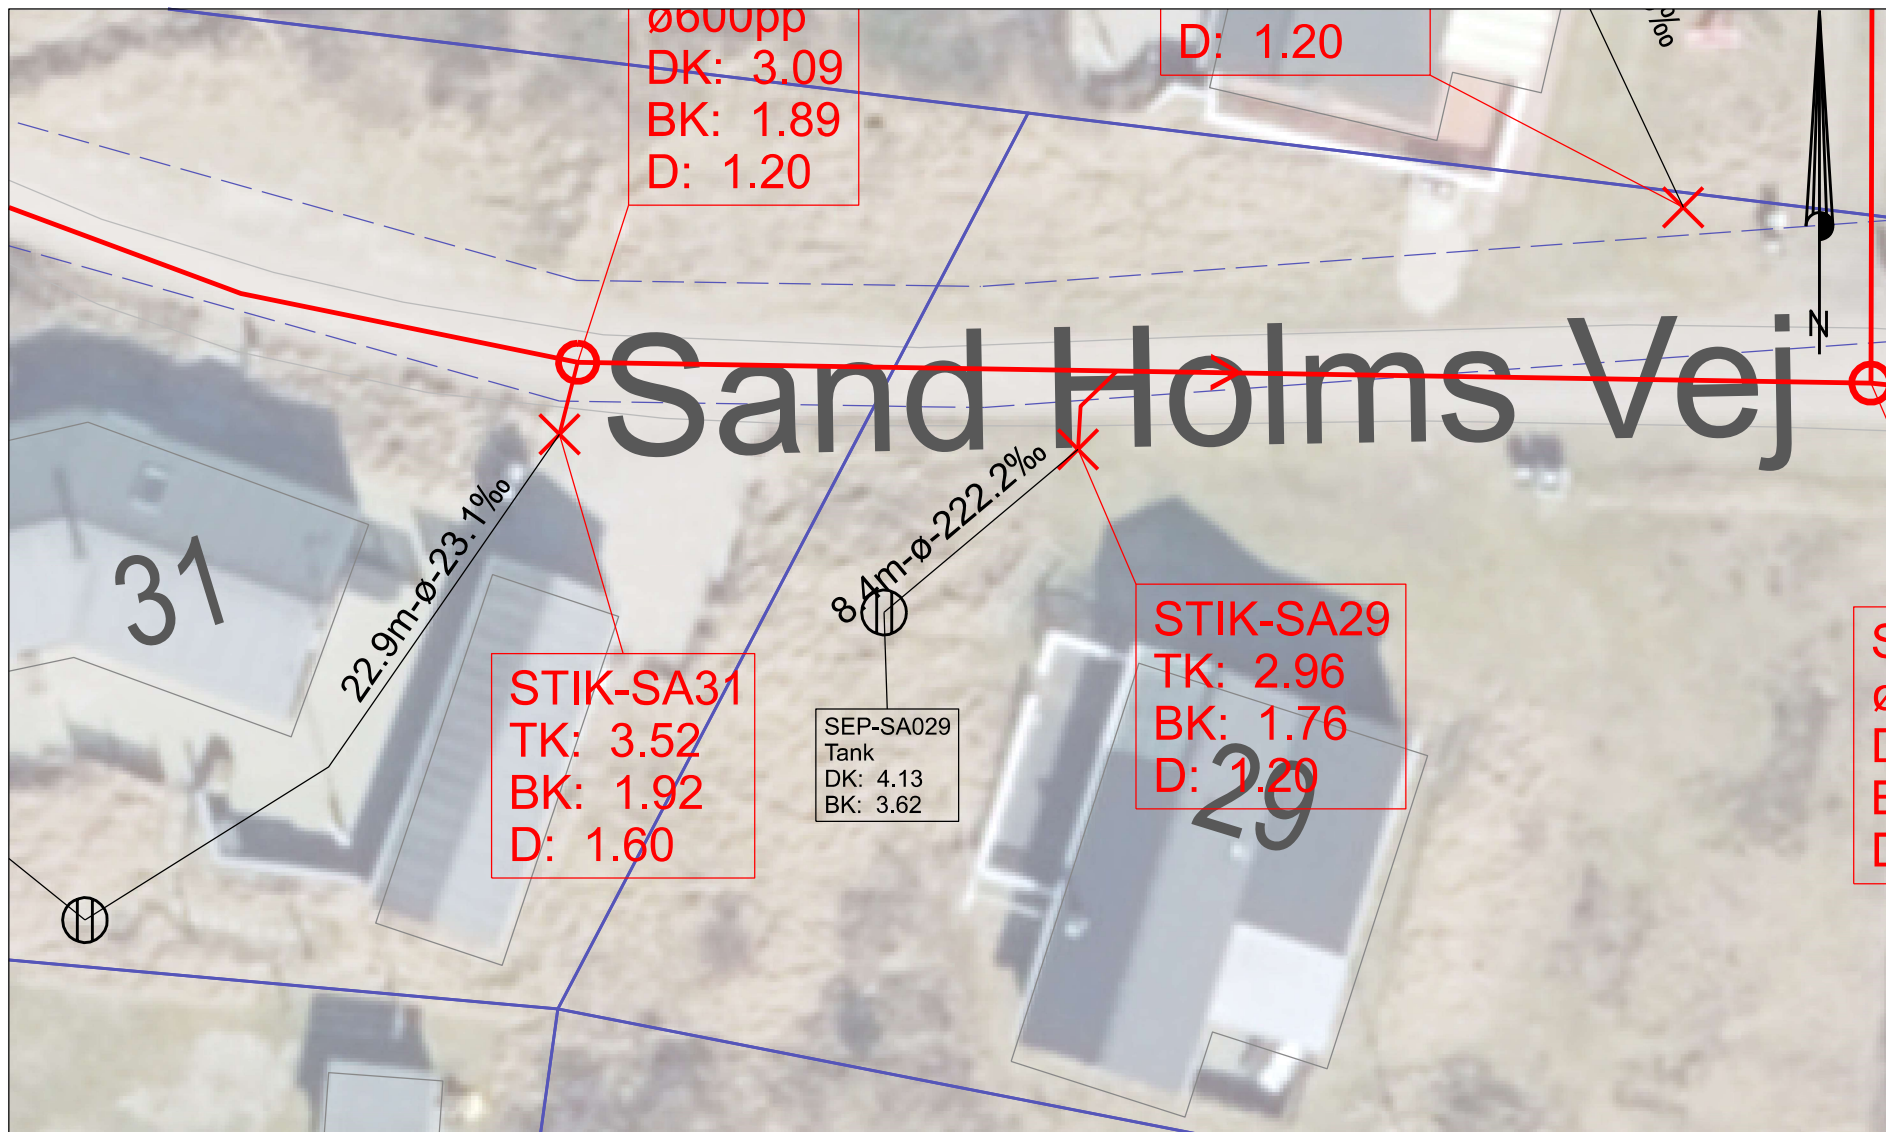 ø600pp
DK: 3.09
BK: 1.89
D: 1.20
D: 1.20
‰
N
Sand Holms Vej
31
22.9m-ø-23.1‰
8.4m-ø-222.2‰
STIK-SA31
TK: 3.52
BK: 1.92
D: 1.60
SEP-SA029
Tank
DK: 4.13
BK: 3.62
STIK-SA29
TK: 2.96
BK: 1.76
D: 1.20
29
S
ø
D
B
D